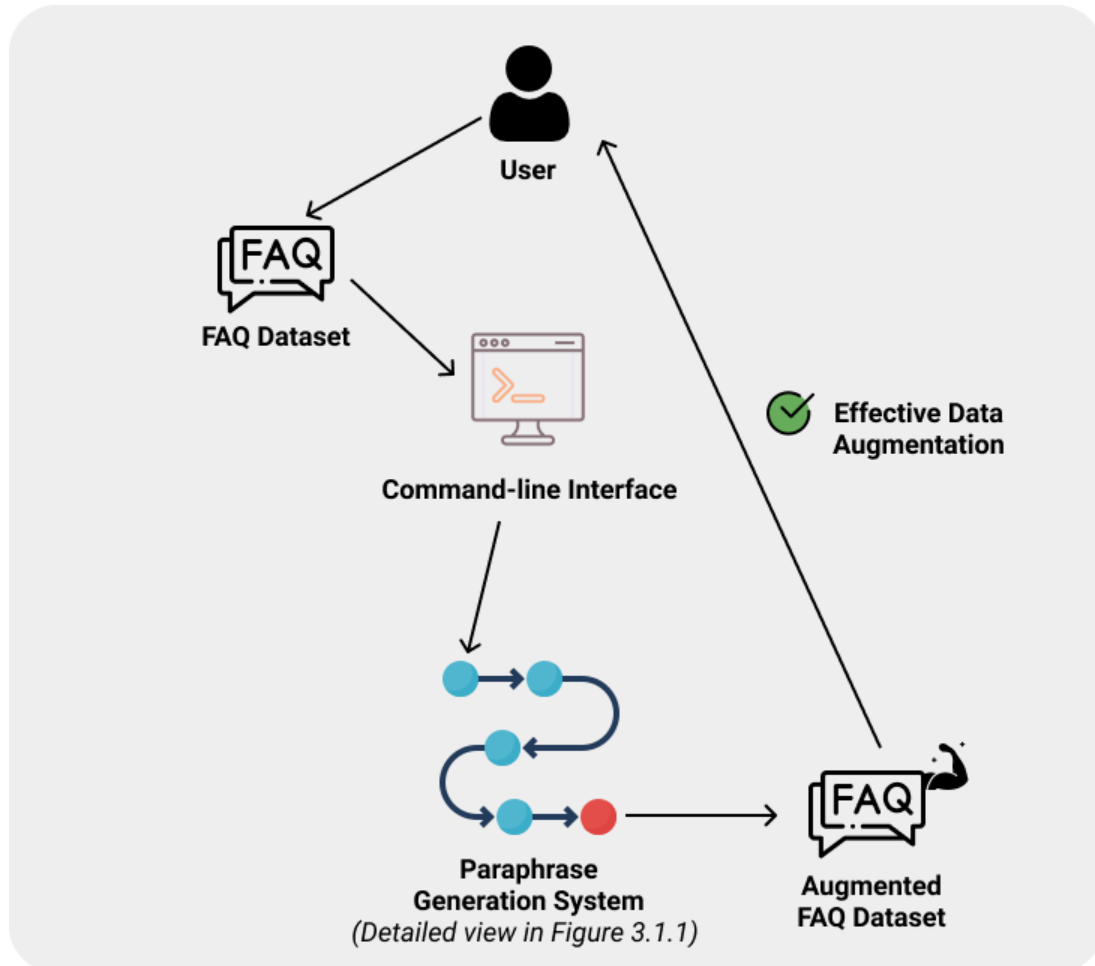 User
FAQ
FAQ Dataset
Command-line Interface
Effective Data
Augmentation
Paraphrase
Generation System
(Detailed view in Figure 3.1.1)
FAQ
Augmented
FAQ Dataset